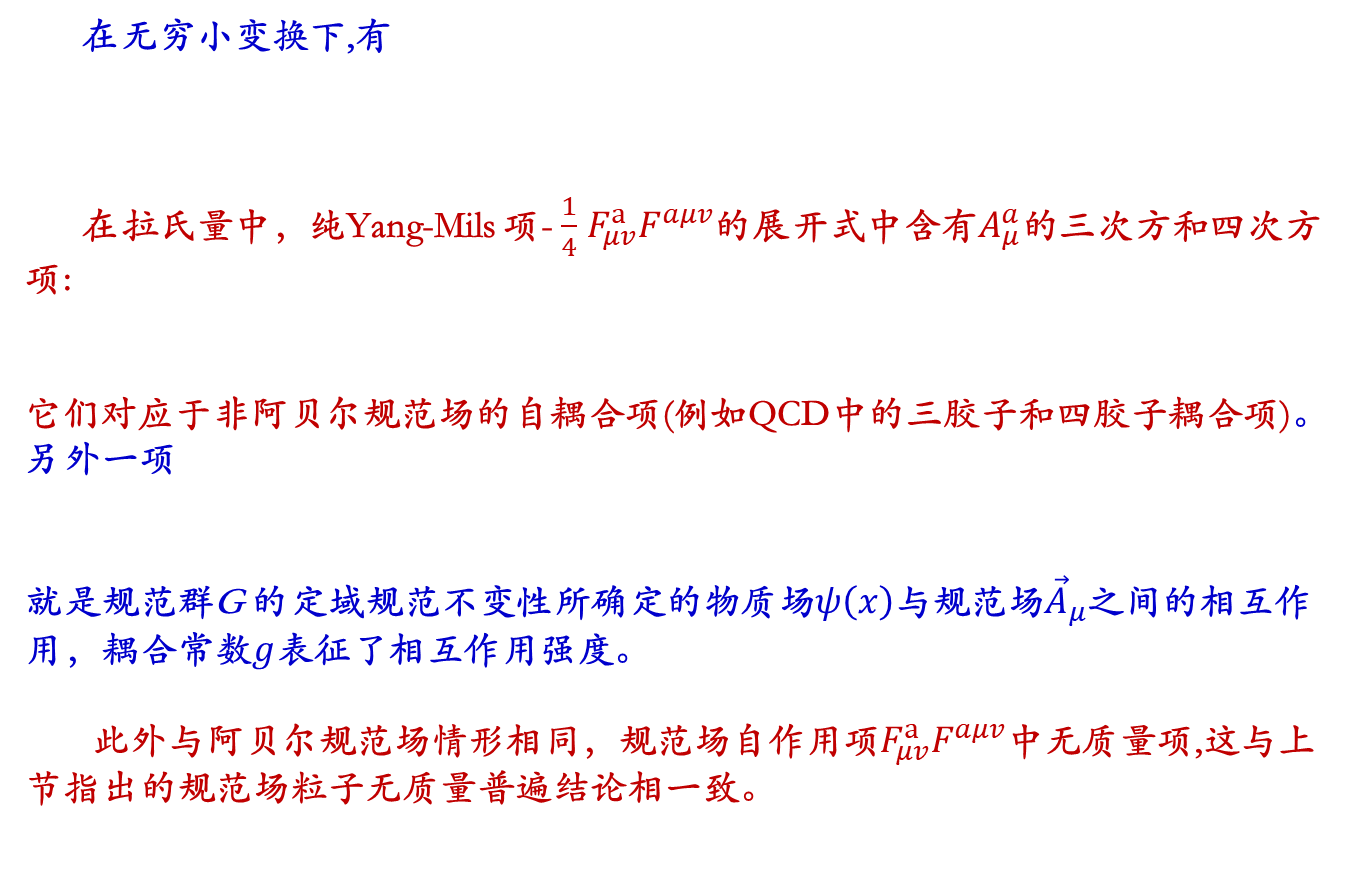 在无穷小变换下,有
在拉氏量中，纯Yang-Mils 项-$\frac{1}{4}$ $F^{\mathrm{a}}_{\mu\nu}F^{a\mu\nu}$的展开式中含有$A^{a}_{\mu}$的三次方和四次方
项:
它们对应于非阿贝尔规范场的自耦合项(例如QCD中的三胶子和四胶子耦合项)。
另外一项
就是规范群$G$的定域规范不变性所确定的物质场$\psi(x)$与规范场$\vec{A}_{\mu}$之间的相互作
用，耦合常数$g$表征了相互作用强度。
此外与阿贝尔规范场情形相同，规范场自作用项$F^{\mathrm{a}}_{\mu\nu}F^{a\mu\nu}$中无质量项,这与上
节指出的规范场粒子无质量普遍结论相一致。